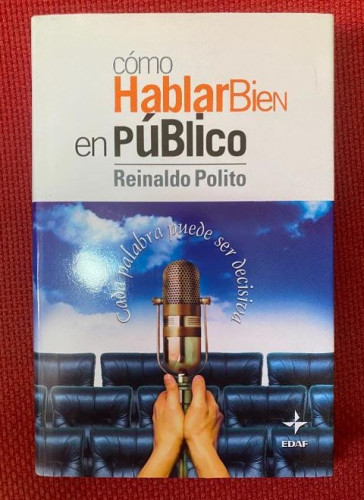 cómo
HablarBieN
en PúBlico
Reinaldo Polito
Cada palabra puede ser decisiva
EDAF